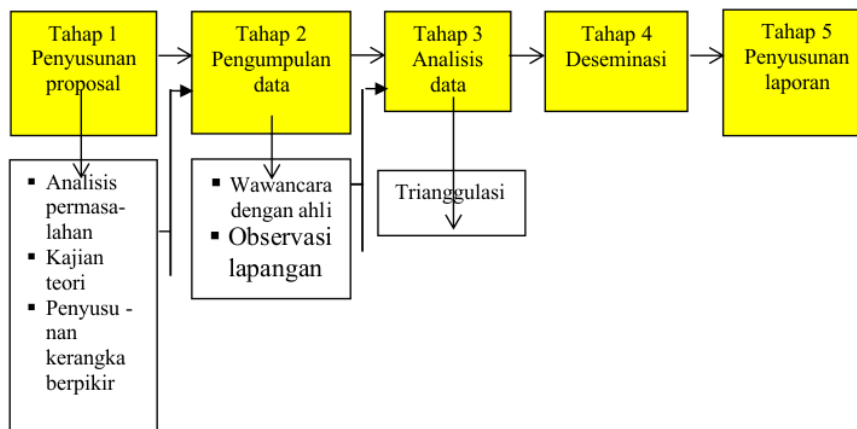 Tahap 1
Penyusunan
proposal
Tahap 2
Pengumpulan
data
Tahap 3
Analisis
data
Tahap 4
Deseminasi
Tahap 5
Penyusunan
laporan
▪ Analisis
permasa-
lahan
▪ Kajian
teori
▪ Penyusu -
nan
kerangka
berpikir
▪ Wawancara
dengan ahli
▪ Observasi
lapangan
Trianggulasi